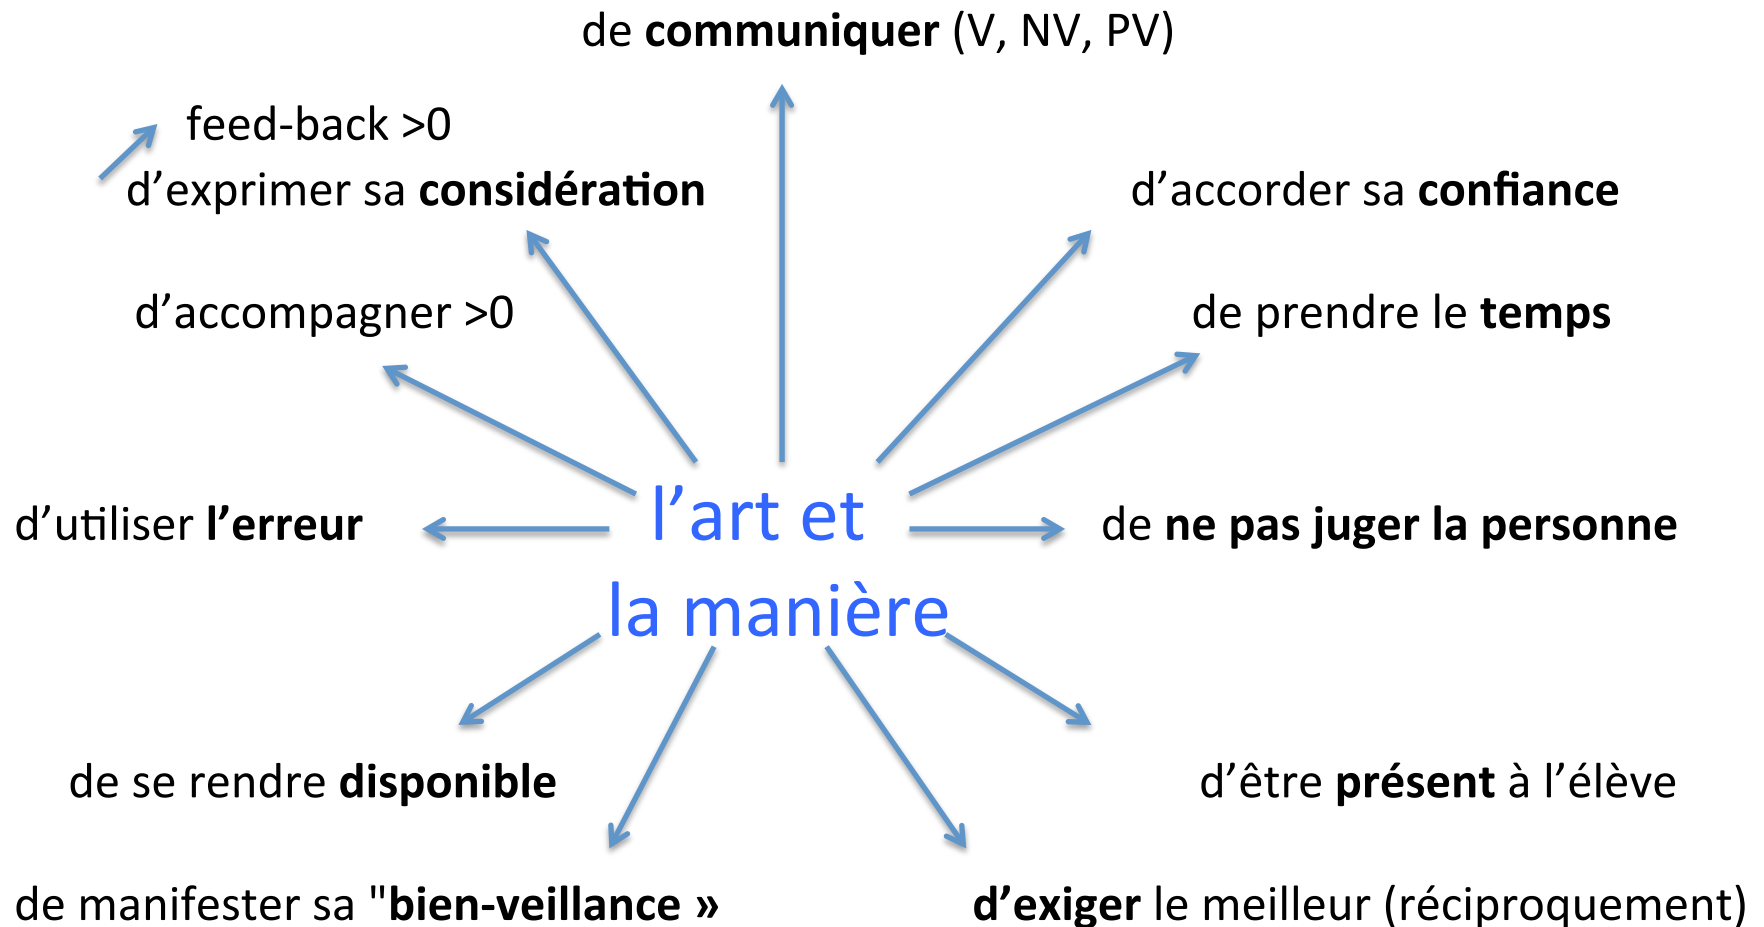 de communiquer (V, NV, PV)
feed-back >0
d’exprimer sa considération
d’accorder sa confiance
d’accompagner >0
de prendre le temps
l’art et
la manière
d’utiliser l’erreur
de ne pas juger la personne
de se rendre disponible
d’être présent à l’élève
de manifester sa "bien-veillance »
d’exiger le meilleur (réciproquement)